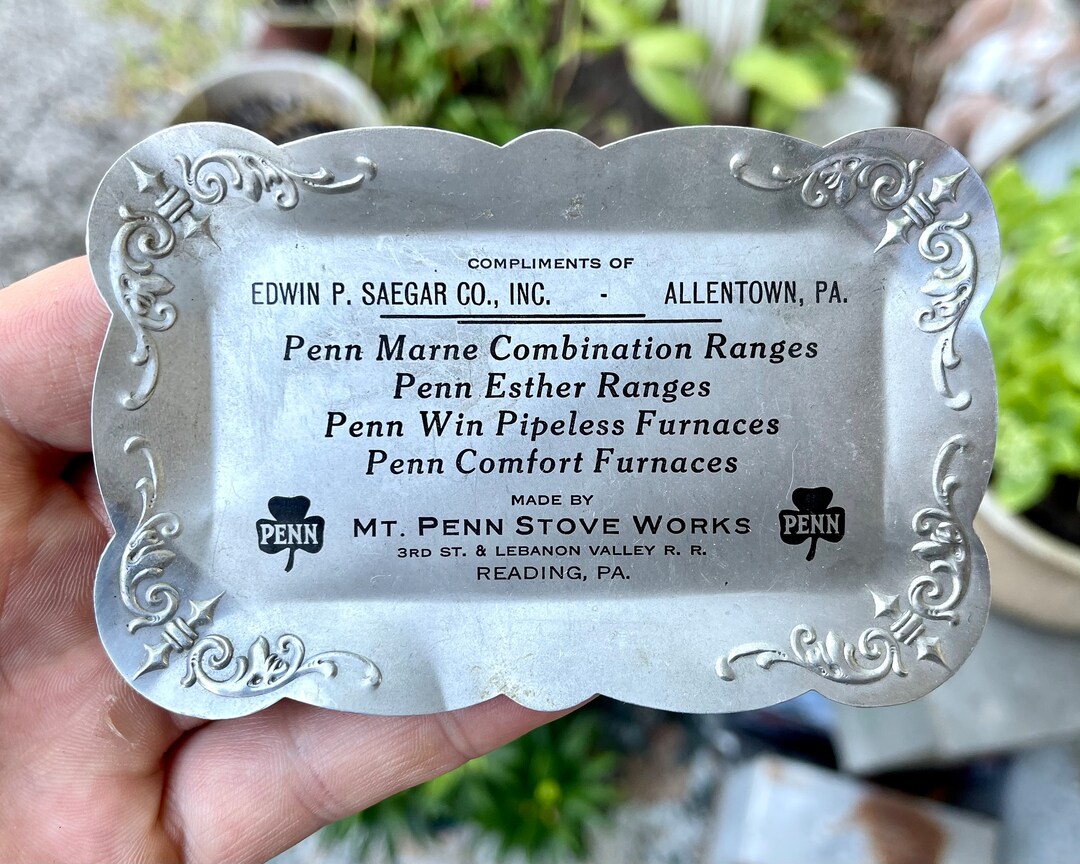 COMPLIMENTS OF
EDWIN P. SAEGAR CO., INC. - ALLENTOWN, PA.
Penn Marne Combination Ranges
Penn Esther Ranges
Penn Win Pipeless Furnaces
Penn Comfort Furnaces
MADE BY
PENN MT. PENN STOVE WORKS PENN
3RD ST. & LEBANON VALLEY R. R.
READING, PA.